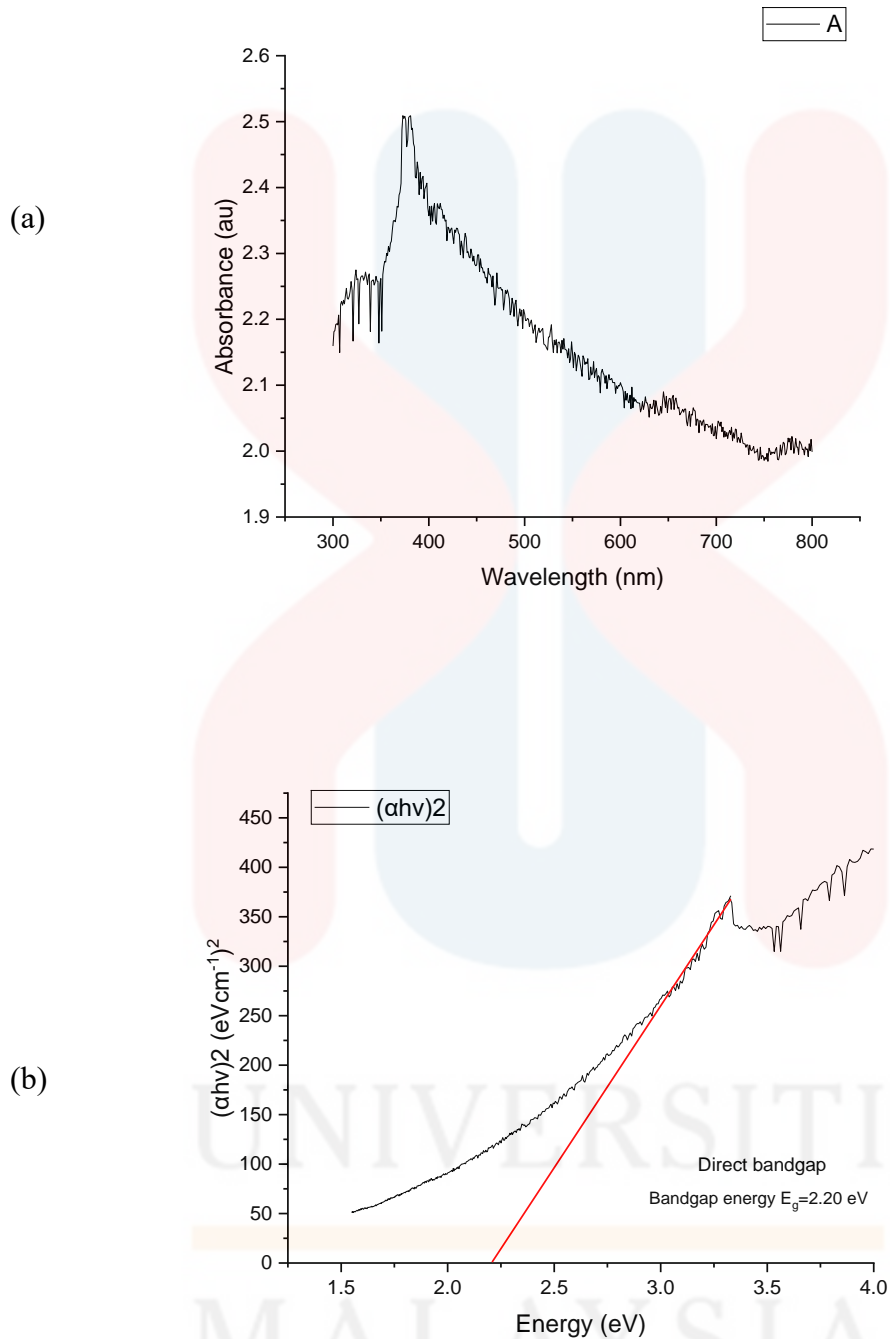 A
2.6
2.5
2.4
2.3
2.2
2.1
2.0
1.9
Absorbance (au)
(a)
300 400 500 600 700 800
Wavelength (nm)
(αhv)2
450
400
350
300
250
200
150
100
50
0
(αhv)2 (eVcm⁻¹)²
(b)
Direct bandgap
Bandgap energy E_g=2.20 eV
1.5 2.0 2.5 3.0 3.5 4.0
Energy (eV)
UNIVERSITI
MALAYSIA